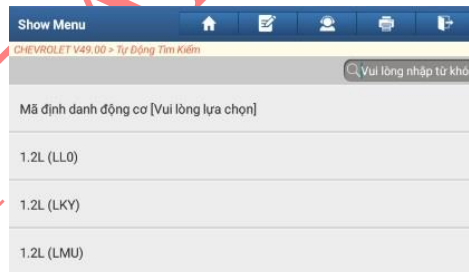 Show Menu
CHEVROLET V49.00 > Tự Động Tìm Kiếm
Vui lòng nhập từ khó
Mã định danh động cơ [Vui lòng lựa chọn]
1.2L (LL0)
1.2L (LKY)
1.2L (LMU)